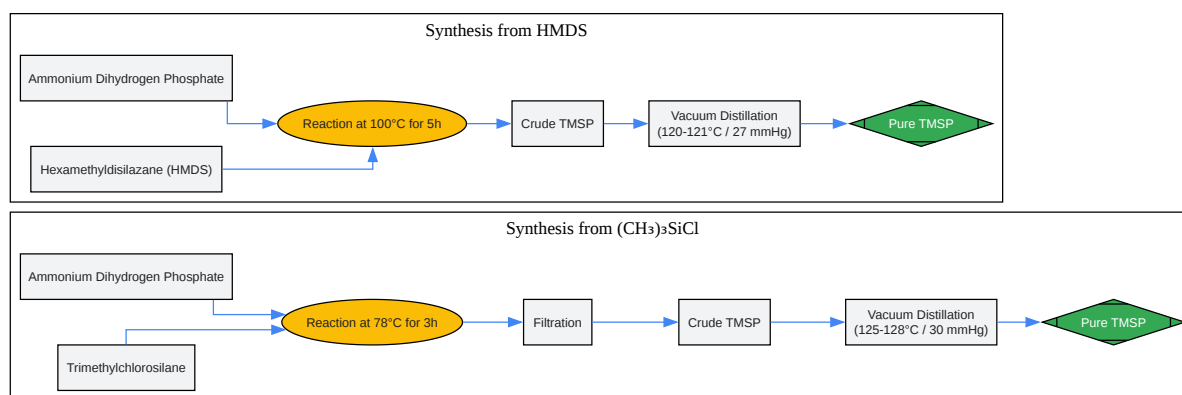 Synthesis from HMDS
Ammonium Dihydrogen Phosphate
Hexamethyldisilazane (HMDS)
Reaction at 100°C for 5h
Crude TMSP
Vacuum Distillation
(120-121°C / 27 mmHg)
Pure TMSP
Synthesis from (CH₃)₃SiCl
Ammonium Dihydrogen Phosphate
Trimethylchlorosilane
Reaction at 78°C for 3h
Filtration
Crude TMSP
Vacuum Distillation
(125-128°C / 30 mmHg)
Pure TMSP